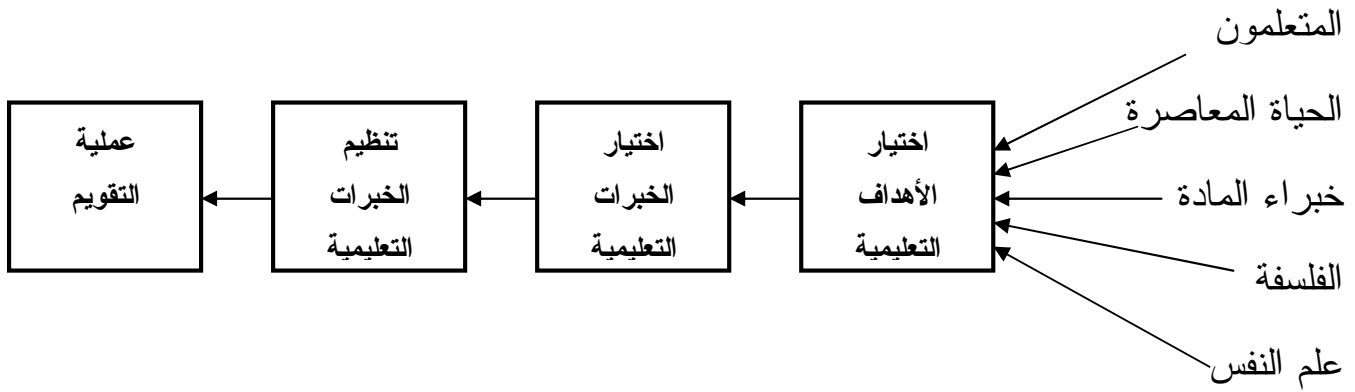 المتعلمون
الحياة المعاصرة
خبراء المادة
الفلسفة
علم النفس
اختيار
الأهداف
التعليمية
اختيار
الخبرات
التعليمية
تنظيم
الخبرات
التعليمية
عملية
التقويم